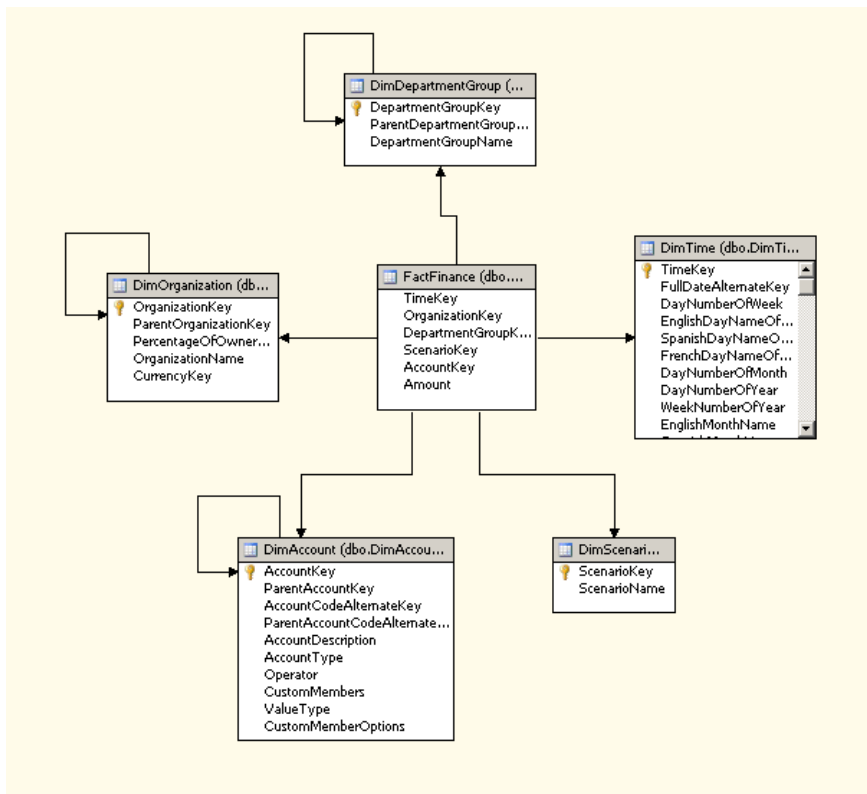 DimDepartmentGroup (...
DepartmentGroupKey
ParentDepartmentGroup...
DepartmentGroupName
DimOrganization (db...
OrganizationKey
ParentOrganizationKey
PercentageOfOwner...
OrganizationName
CurrencyKey
FactFinance (dbo....
TimeKey
OrganizationKey
DepartmentGroupK...
ScenarioKey
AccountKey
Amount
DimTime (dbo.DimTi...
TimeKey
FullDateAlternateKey
DayNumberOfWeek
EnglishDayNameOf...
SpanishDayNameO...
FrenchDayNameOf...
DayNumberOfMonth
DayNumberOfYear
WeekNumberOfYear
EnglishMonthName
DimAccount (dbo.DimAccou...
AccountKey
ParentAccountKey
AccountCodeAlternateKey
ParentAccountCodeAlternate...
AccountDescription
AccountType
Operator
CustomMembers
ValueType
CustomMemberOptions
DimScenari...
ScenarioKey
ScenarioName